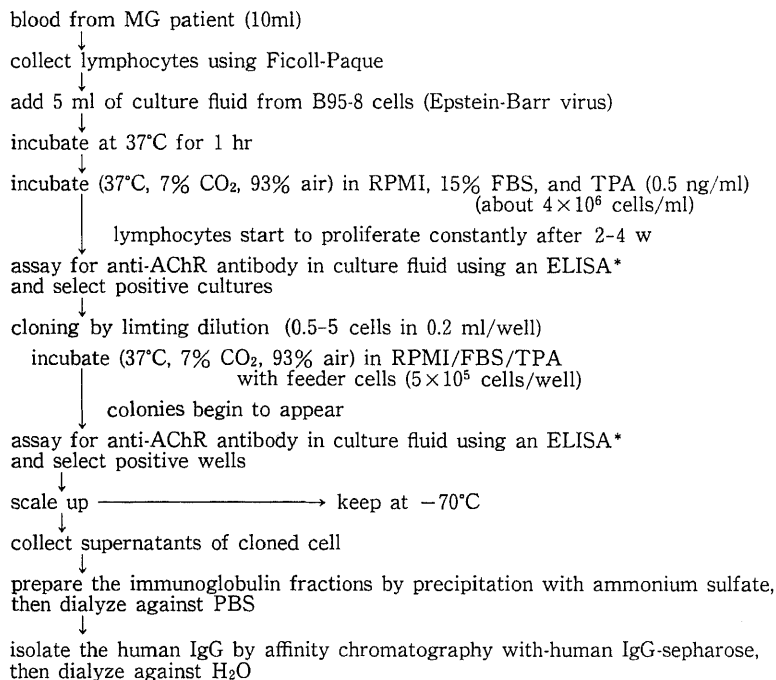 blood from MG patient (10ml)
collect lymphocytes using Ficoll-Paque
add 5 ml of culture fluid from B95-8 cells (Epstein-Barr virus)
incubate at 37°C for 1 hr
incubate (37°C, 7% CO₂, 93% air) in RPMI, 15% FBS, and TPA (0.5 ng/ml)
(about 4×10⁶ cells/ml)
lymphocytes start to proliferate constantly after 2-4 w
assay for anti-AChR antibody in culture fluid using an ELISA*
and select positive cultures
cloning by limting dilution (0.5-5 cells in 0.2 ml/well)
incubate (37°C, 7% CO₂, 93% air) in RPMI/FBS/TPA
with feeder cells (5×10⁵ cells/well)
colonies begin to appear
assay for anti-AChR antibody in culture fluid using an ELISA*
and select positive wells
scale up → keep at −70°C
collect supernatants of cloned cell
prepare the immunoglobulin fractions by precipitation with ammonium sulfate,
then dialyze against PBS
isolate the human IgG by affinity chromatography with-human IgG-sepharose,
then dialyze against H₂O